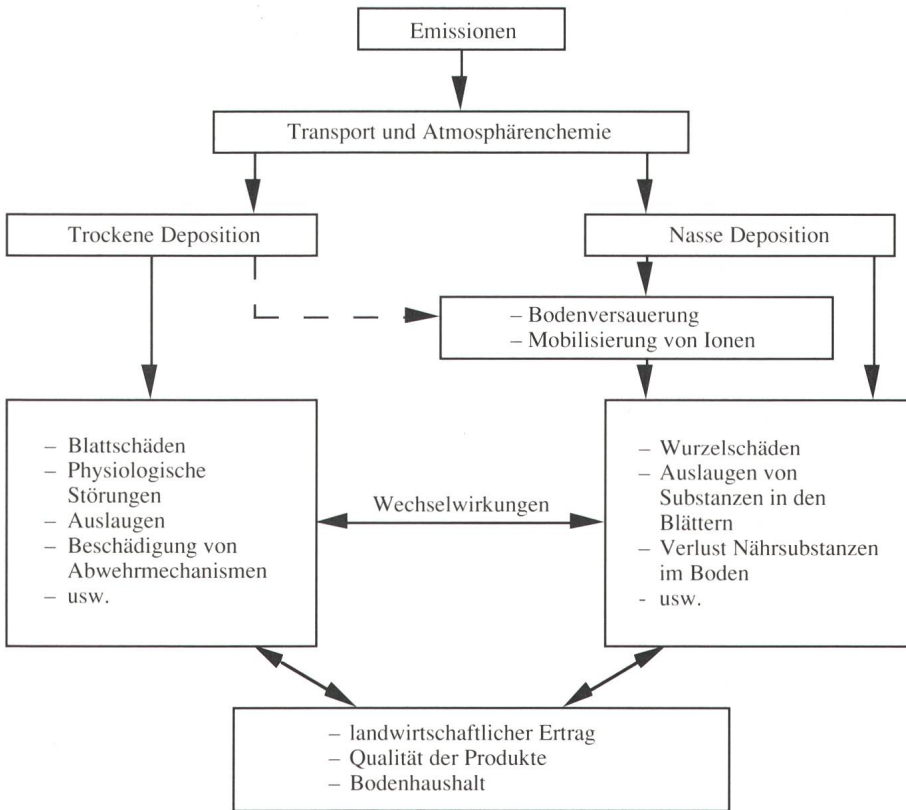 Emissionen
Transport und Atmosphärenchemie
Trockene Deposition
Nasse Deposition
– Bodenversauerung
– Mobilisierung von Ionen
– Blattschäden
– Physiologische
Störungen
– Auslaugen
– Beschädigung von
Abwehrmechanismen
– usw.
Wechselwirkungen
– Wurzelschäden
– Auslaugen von
Substanzen in den
Blättern
– Verlust Nährsubstanzen
im Boden
- usw.
– landwirtschaftlicher Ertrag
– Qualität der Produkte
– Bodenhaushalt